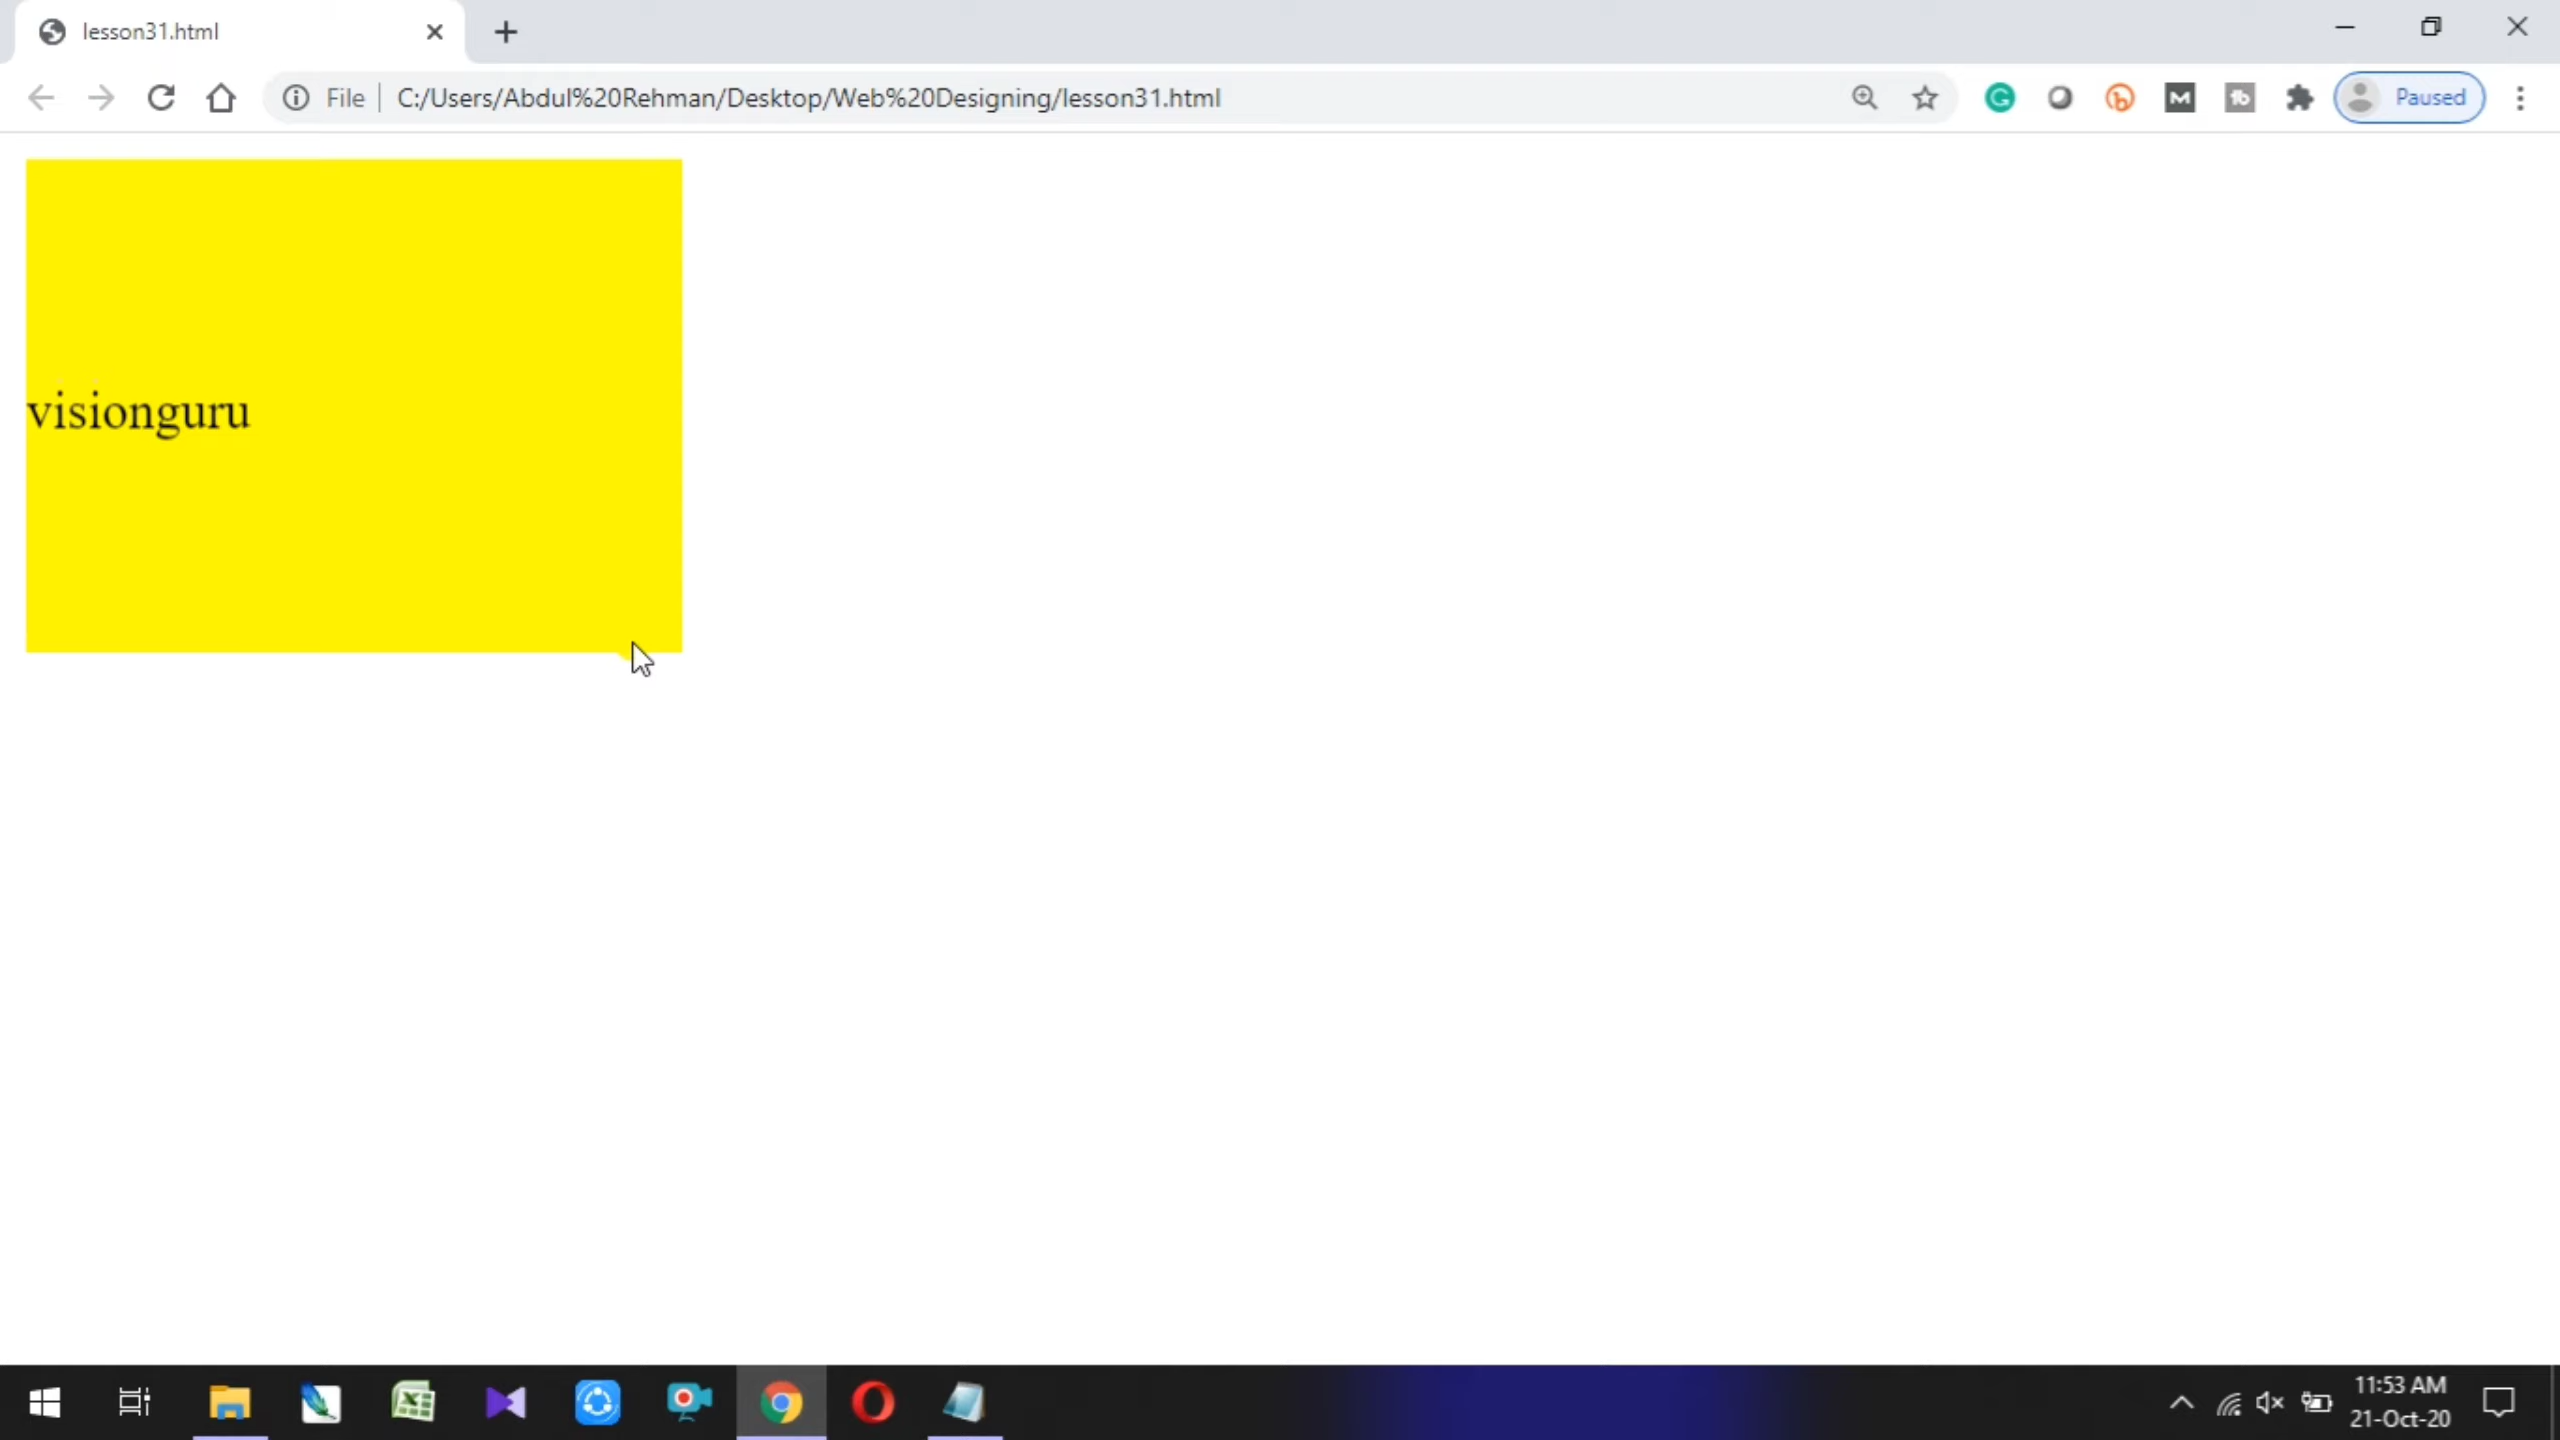 lesson31.html
File C:/Users/Abdul%20Rehman/Desktop/Web%20Designing/lesson31.html
Paused
visionguru
11:53 AM
21-Oct-20